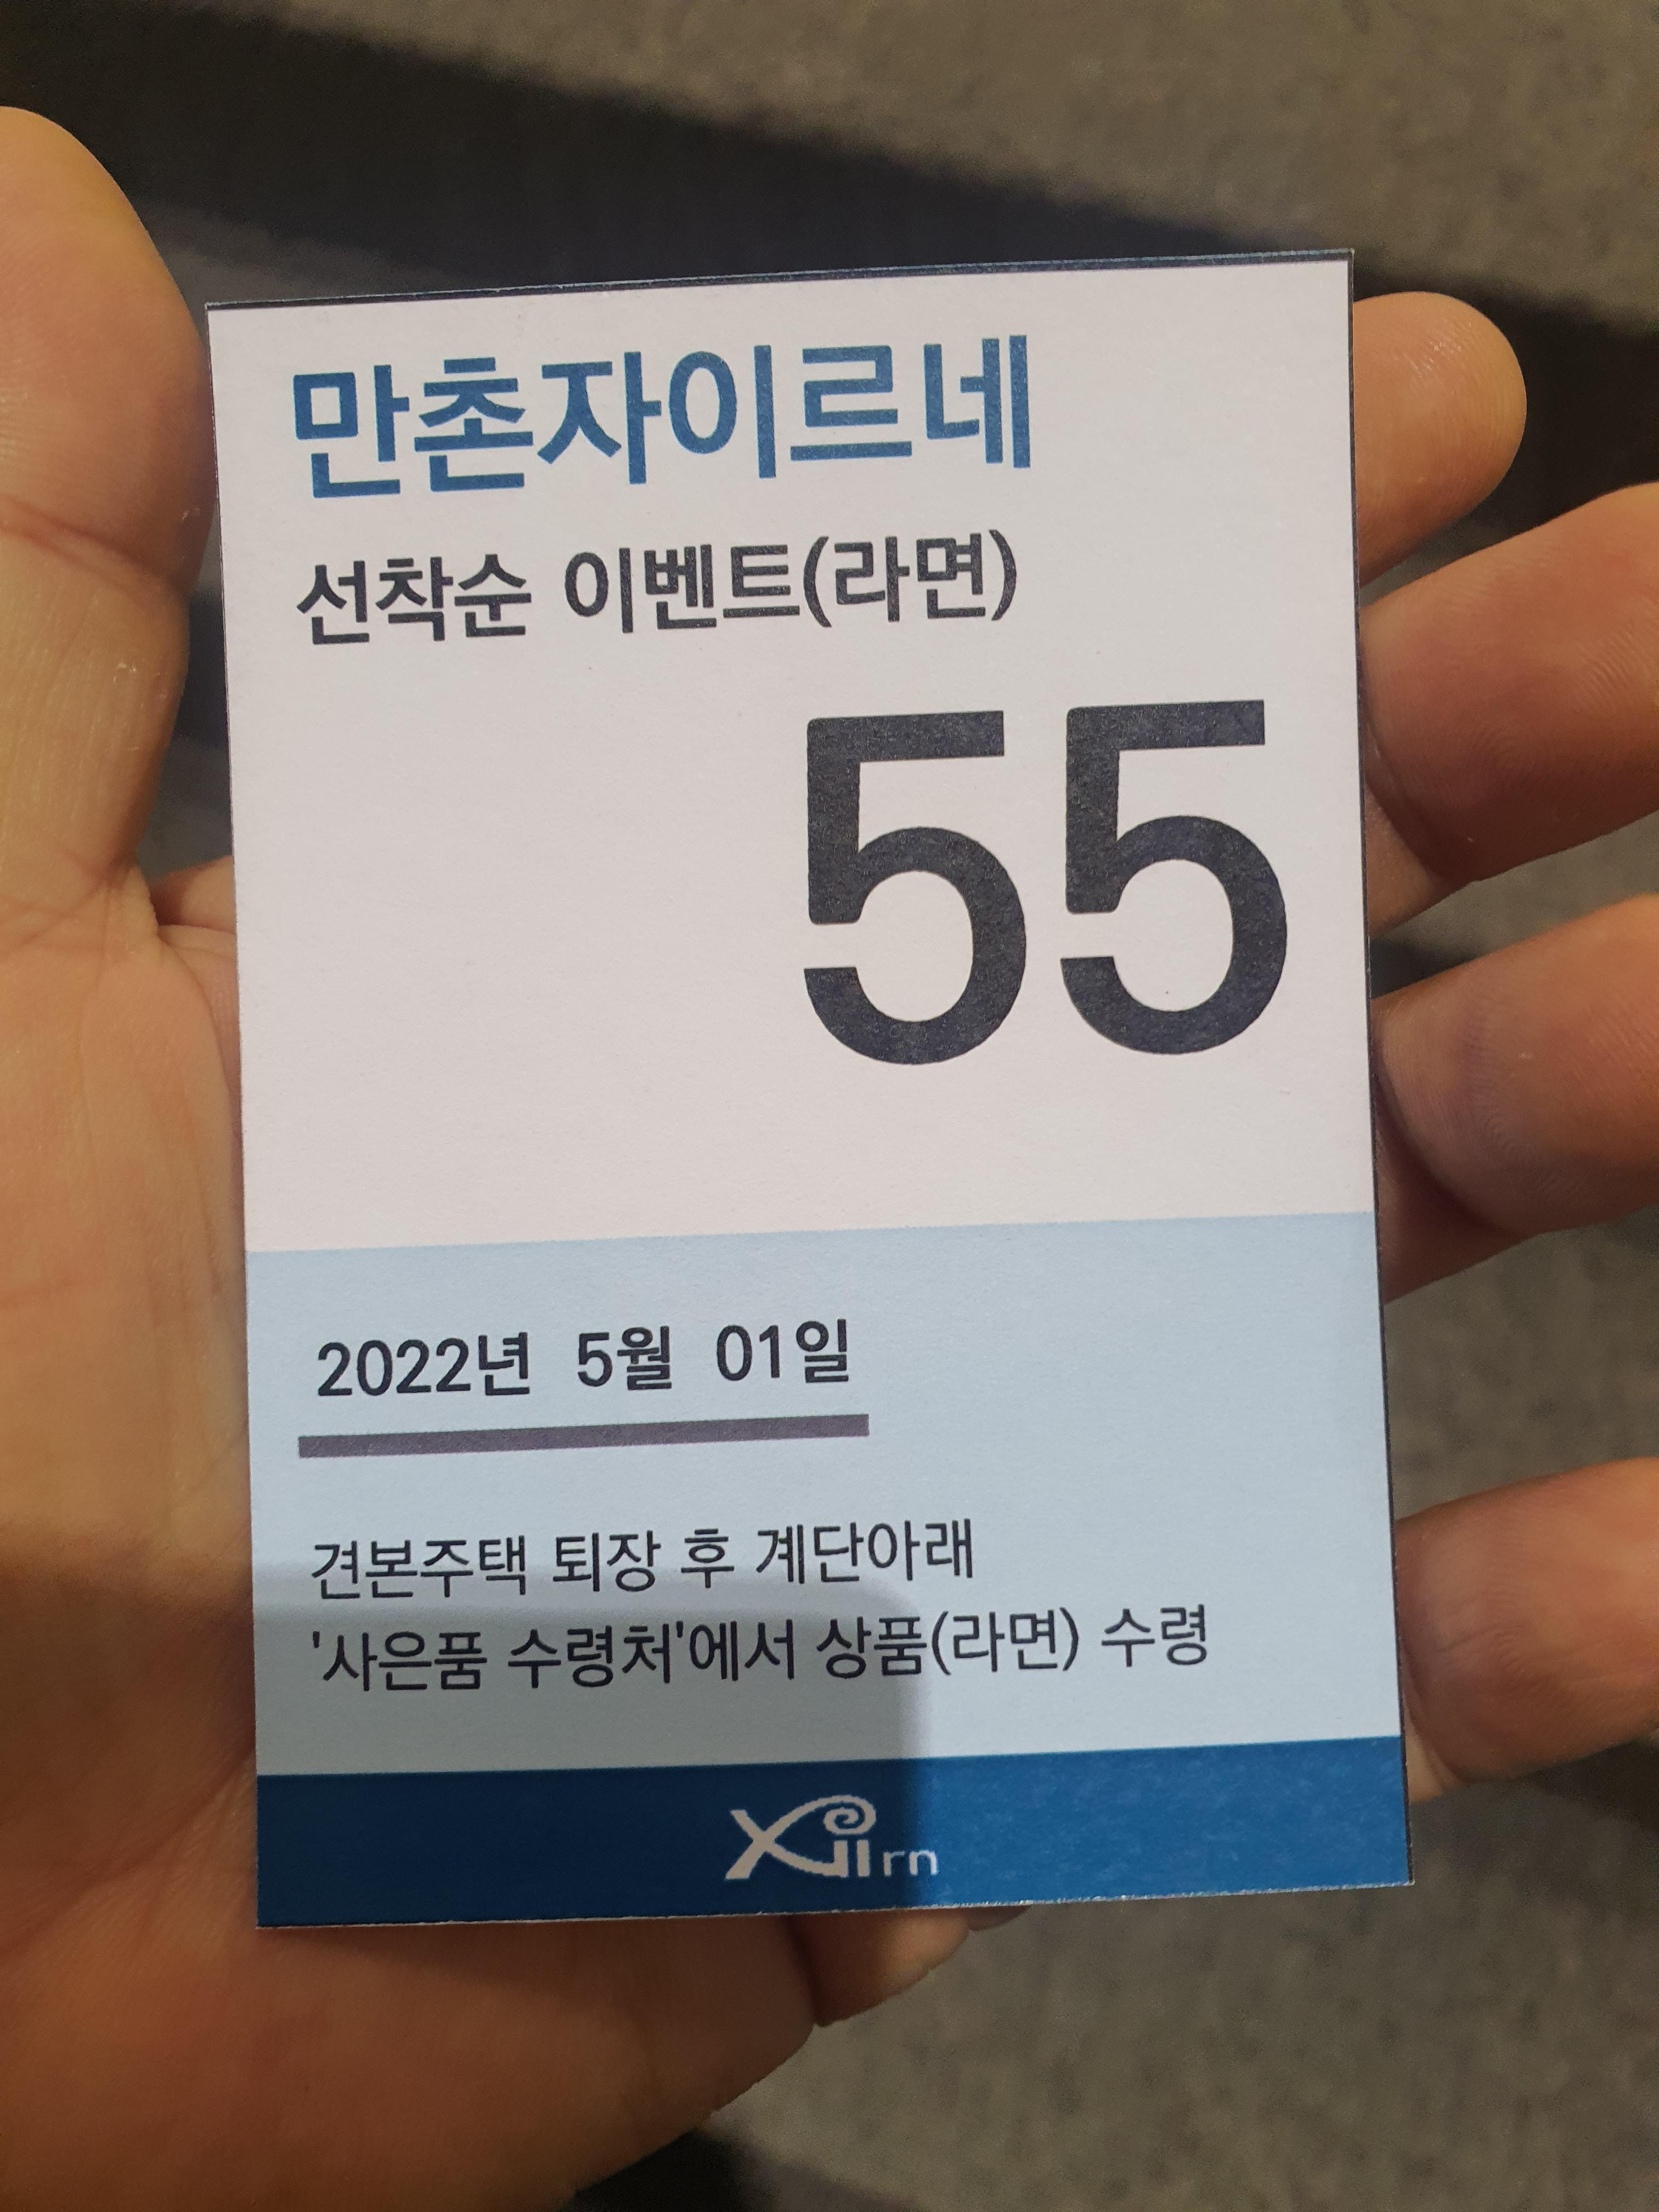 만촌자이르네
선착순 이벤트(라면)
55
2022년 5월 01일
견본주택 퇴장 후 계단아래
'사은품 수령처'에서 상품(라면) 수령
Xii rn